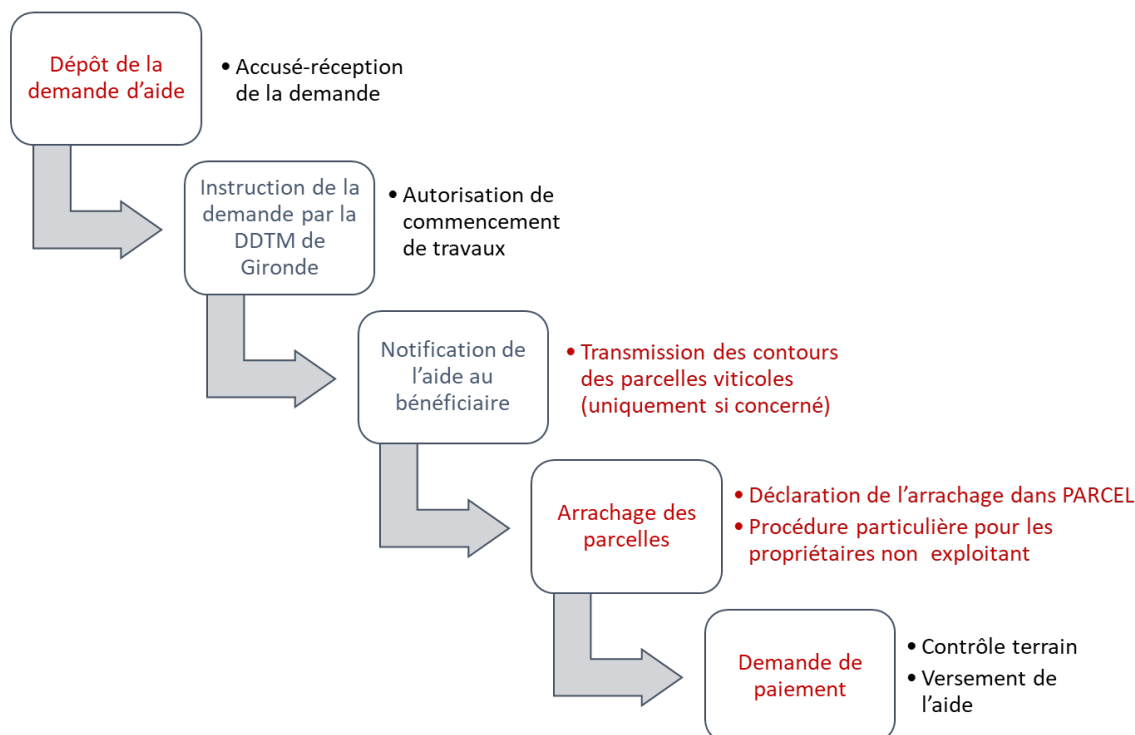 Dépôt de la
demande d'aide
• Accusé-réception
de la demande
Instruction de la
demande par la
DDTM de
Gironde
• Autorisation de
commencement
de travaux
Notification de
l'aide au
bénéficiaire
• Transmission des contours
des parcelles viticoles
(uniquement si concerné)
Arrachage des
parcelles
• Déclaration de l'arrachage dans PARCEL
• Procédure particulière pour les
propriétaires non exploitant
Demande de
paiement
• Contrôle terrain
• Versement de
l'aide